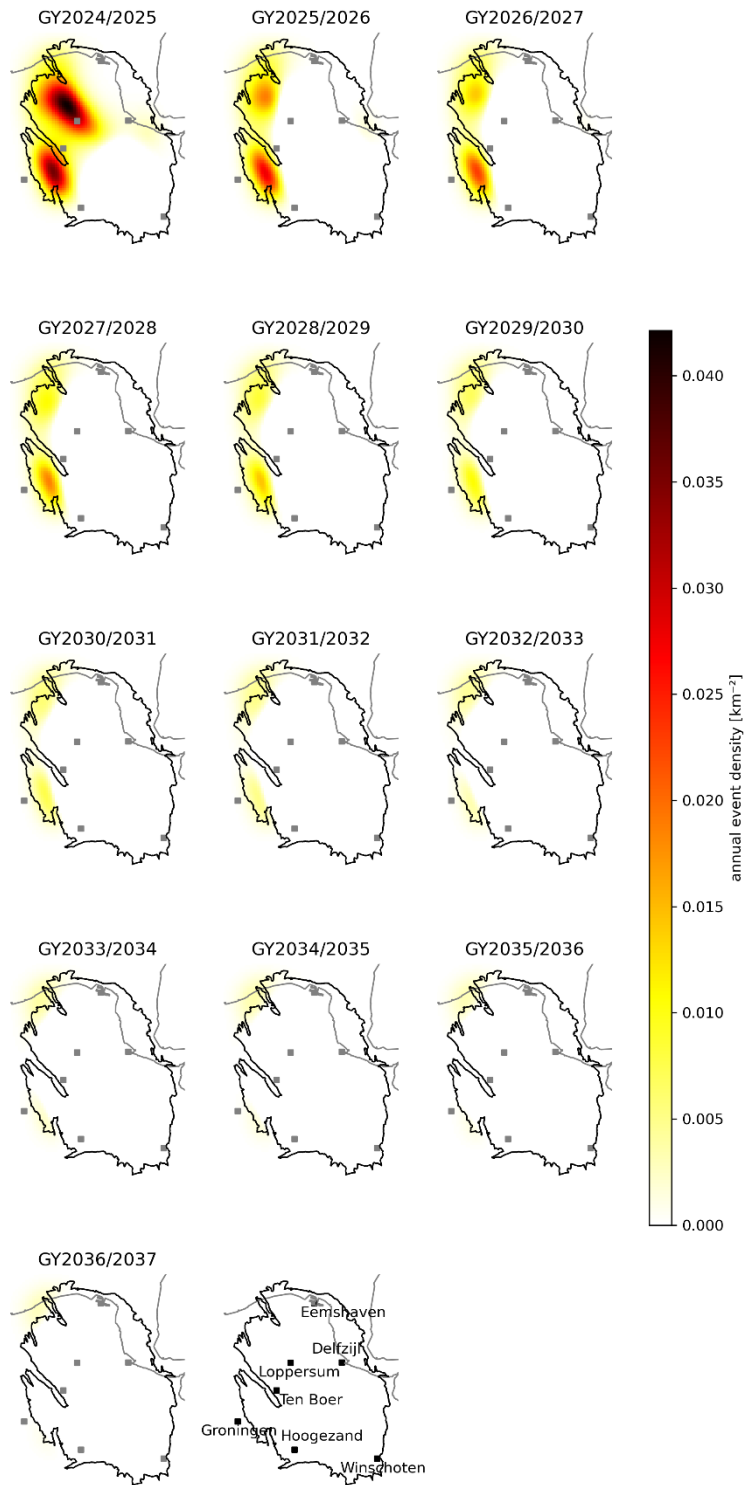 GY2024/2025
GY2025/2026
GY2026/2027
GY2027/2028
GY2028/2029
GY2029/2030
GY2030/2031
GY2031/2032
GY2032/2033
GY2033/2034
GY2034/2035
GY2035/2036
GY2036/2037
Eemshaven
Delfzijl
Loppersum
Ten Boer
Groningen
Hoogezand
Winschoten
0.040
0.035
0.030
0.025
0.020
0.015
0.010
0.005
0.000
annual event density [km⁻²]